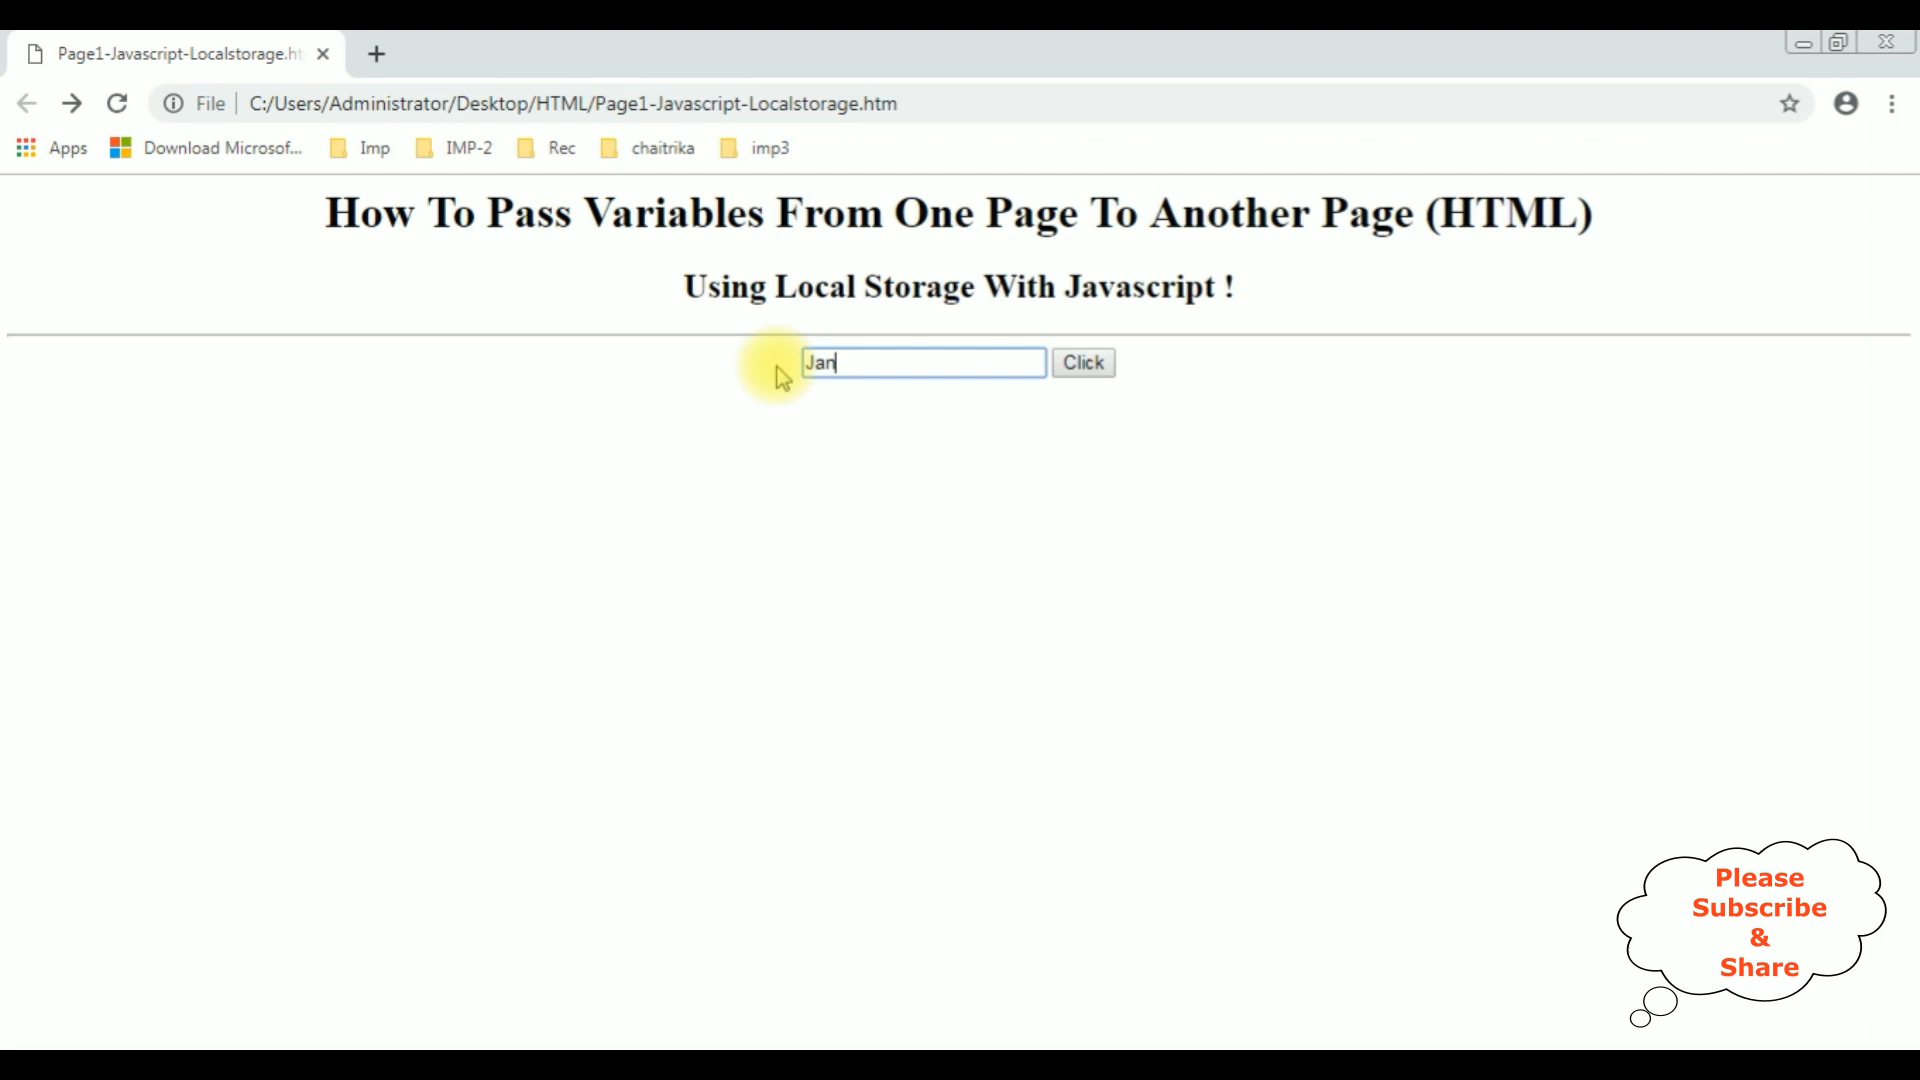 Page1-Javascript-Localstorage.ht
File
C:/Users/Administrator/Desktop/HTML/Page1-Javascript-Localstorage.htm
Apps
Download Microsof...
Imp
IMP-2
Rec
chaitrika
imp3
How To Pass Variables From One Page To Another Page (HTML)
Using Local Storage With Javascript !
Jan
Click
Please
Subscribe
&
Share